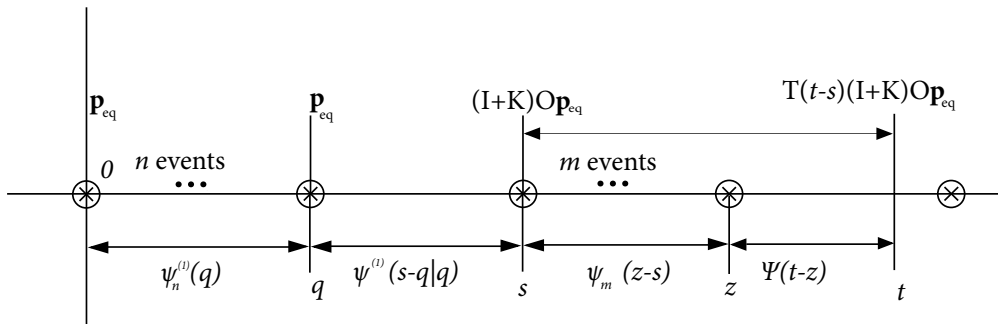 p_eq p_eq (I+K)Op_eq T(t-s)(I+K)Op_eq
0 n events m events
... ...
ψ_n^(1)(q) q ψ^(1)(s-q|q) s ψ_m (z-s) z Ψ(t-z) t